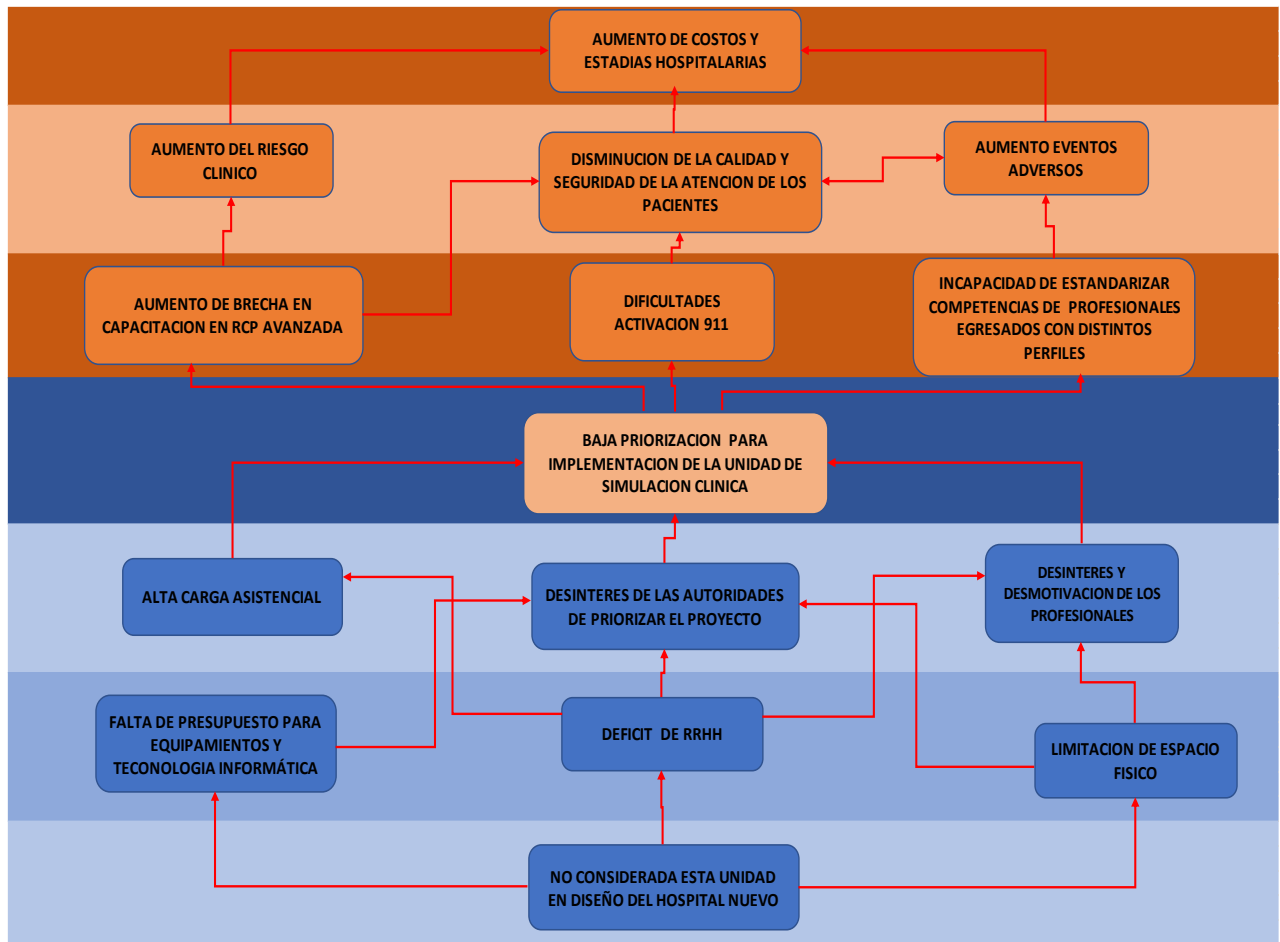 AUMENTO DE COSTOS Y
ESTADIAS HOSPITALARIAS
AUMENTO DEL RIESGO
CLINICO
DISMINUCION DE LA CALIDAD Y
SEGURIDAD DE LA ATENCION DE LOS
PACIENTES
AUMENTO EVENTOS
ADVERSOS
AUMENTO DE BRECHA EN
CAPACITACION EN RCP AVANZADA
DIFICULTADES
ACTIVACION 911
INCAPACIDAD DE ESTANDARIZAR
COMPETENCIAS DE PROFESIONALES
EGRESADOS CON DISTINTOS
PERFILES
BAJA PRIORIZACION PARA
IMPLEMENTACION DE LA UNIDAD DE
SIMULACION CLINICA
ALTA CARGA ASISTENCIAL
DESINTERES DE LAS AUTORIDADES
DE PRIORIZAR EL PROYECTO
DESINTERES Y
DESMOTIVACION DE LOS
PROFESIONALES
FALTA DE PRESUPUESTO PARA
EQUIPAMIENTOS Y
TECONOLOGIA INFORMÁTICA
DEFICIT DE RRHH
LIMITACION DE ESPACIO
FISICO
NO CONSIDERADA ESTA UNIDAD
EN DISEÑO DEL HOSPITAL NUEVO